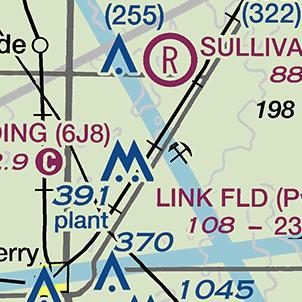 (255)
(322)
R
SULLIVA
88
de
198
DING (6J8)
2.9 C
391
plant
LINK FLD (P
108 – 23
370
erry
1045